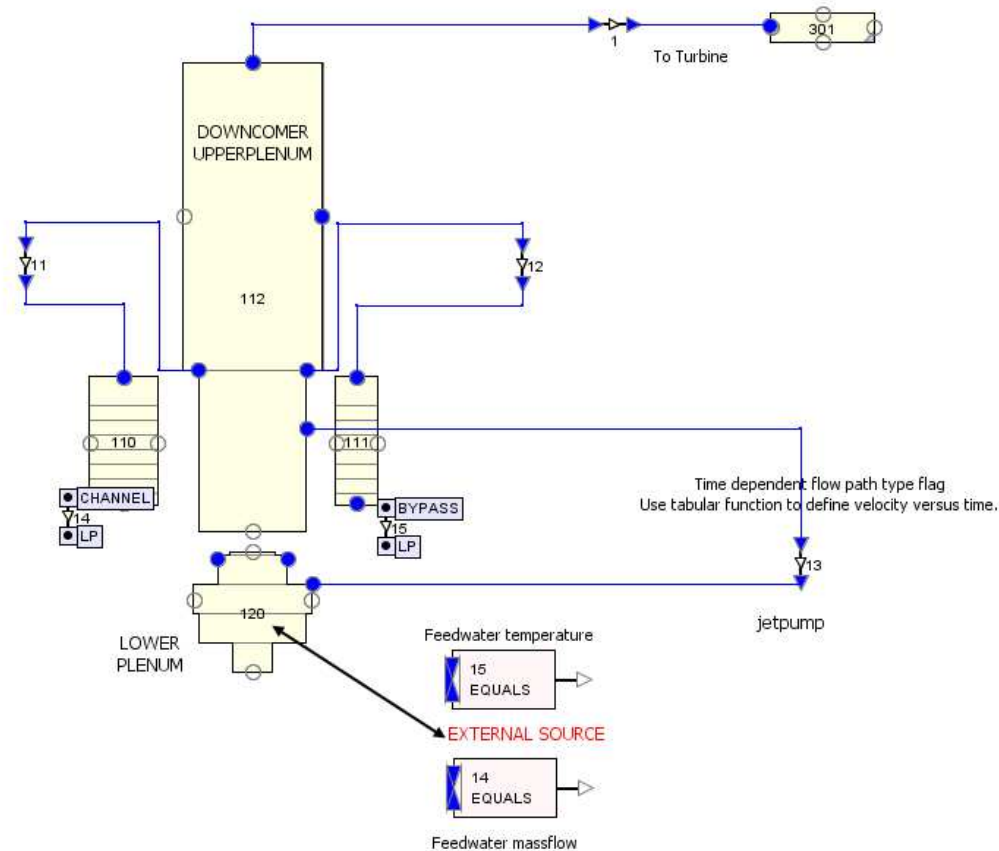 301
1
To Turbine
DOWNCOMER
UPPERPLENUM
11
12
112
110
111
CHANNEL
14
LP
BYPASS
15
LP
Time dependent flow path type flag
Use tabular function to define velocity versus time.
13
jetpump
120
LOWER
PLENUM
Feedwater temperature
15
EQUALS
EXTERNAL SOURCE
14
EQUALS
Feedwater massflow